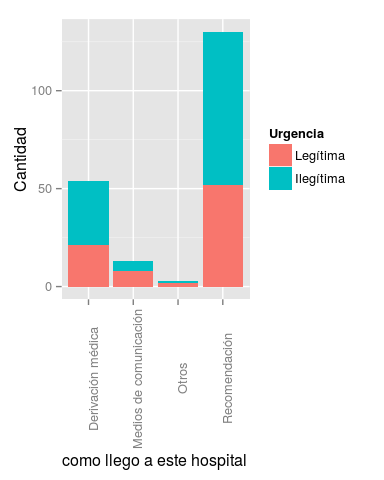 Cantidad
100
50
0
Derivación médica
Medios de comunicación
Otros
Recomendación
como llego a este hospital
Urgencia
Legítima
Ilegítima